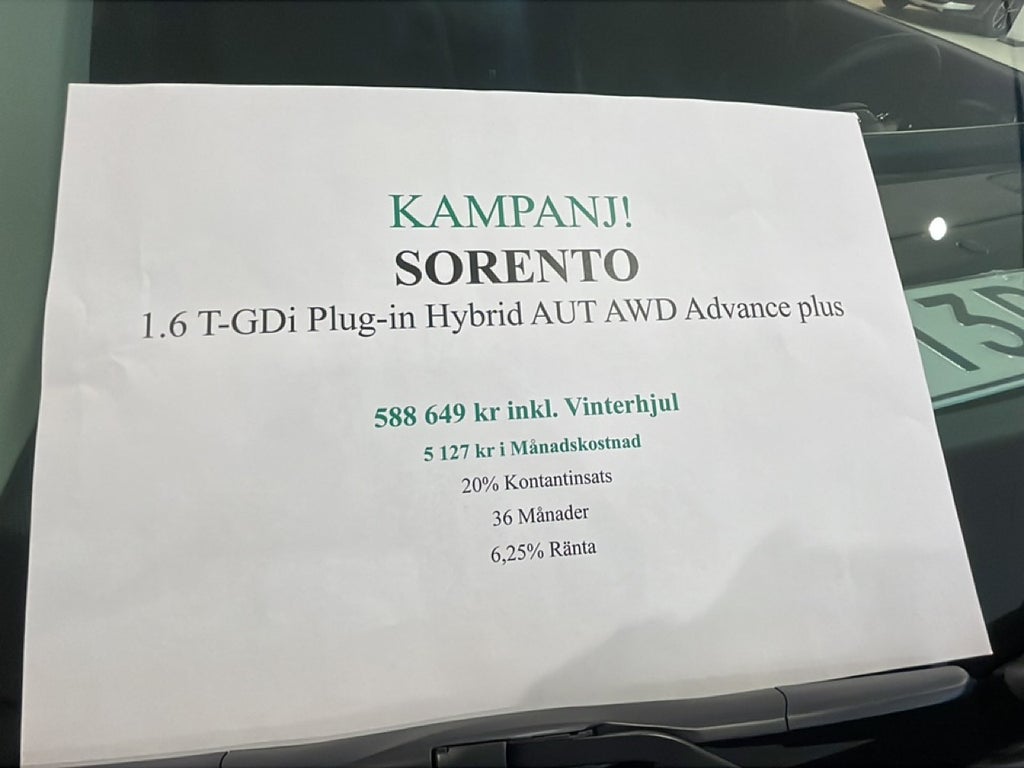 KAMPANJ!
SORENTO
1.6 T-GDi Plug-in Hybrid AUT AWD Advance plus
588 649 kr inkl. Vinterhjul
5 127 kr i Månadskostnad
20% Kontantinsats
36 Månader
6,25% Ränta